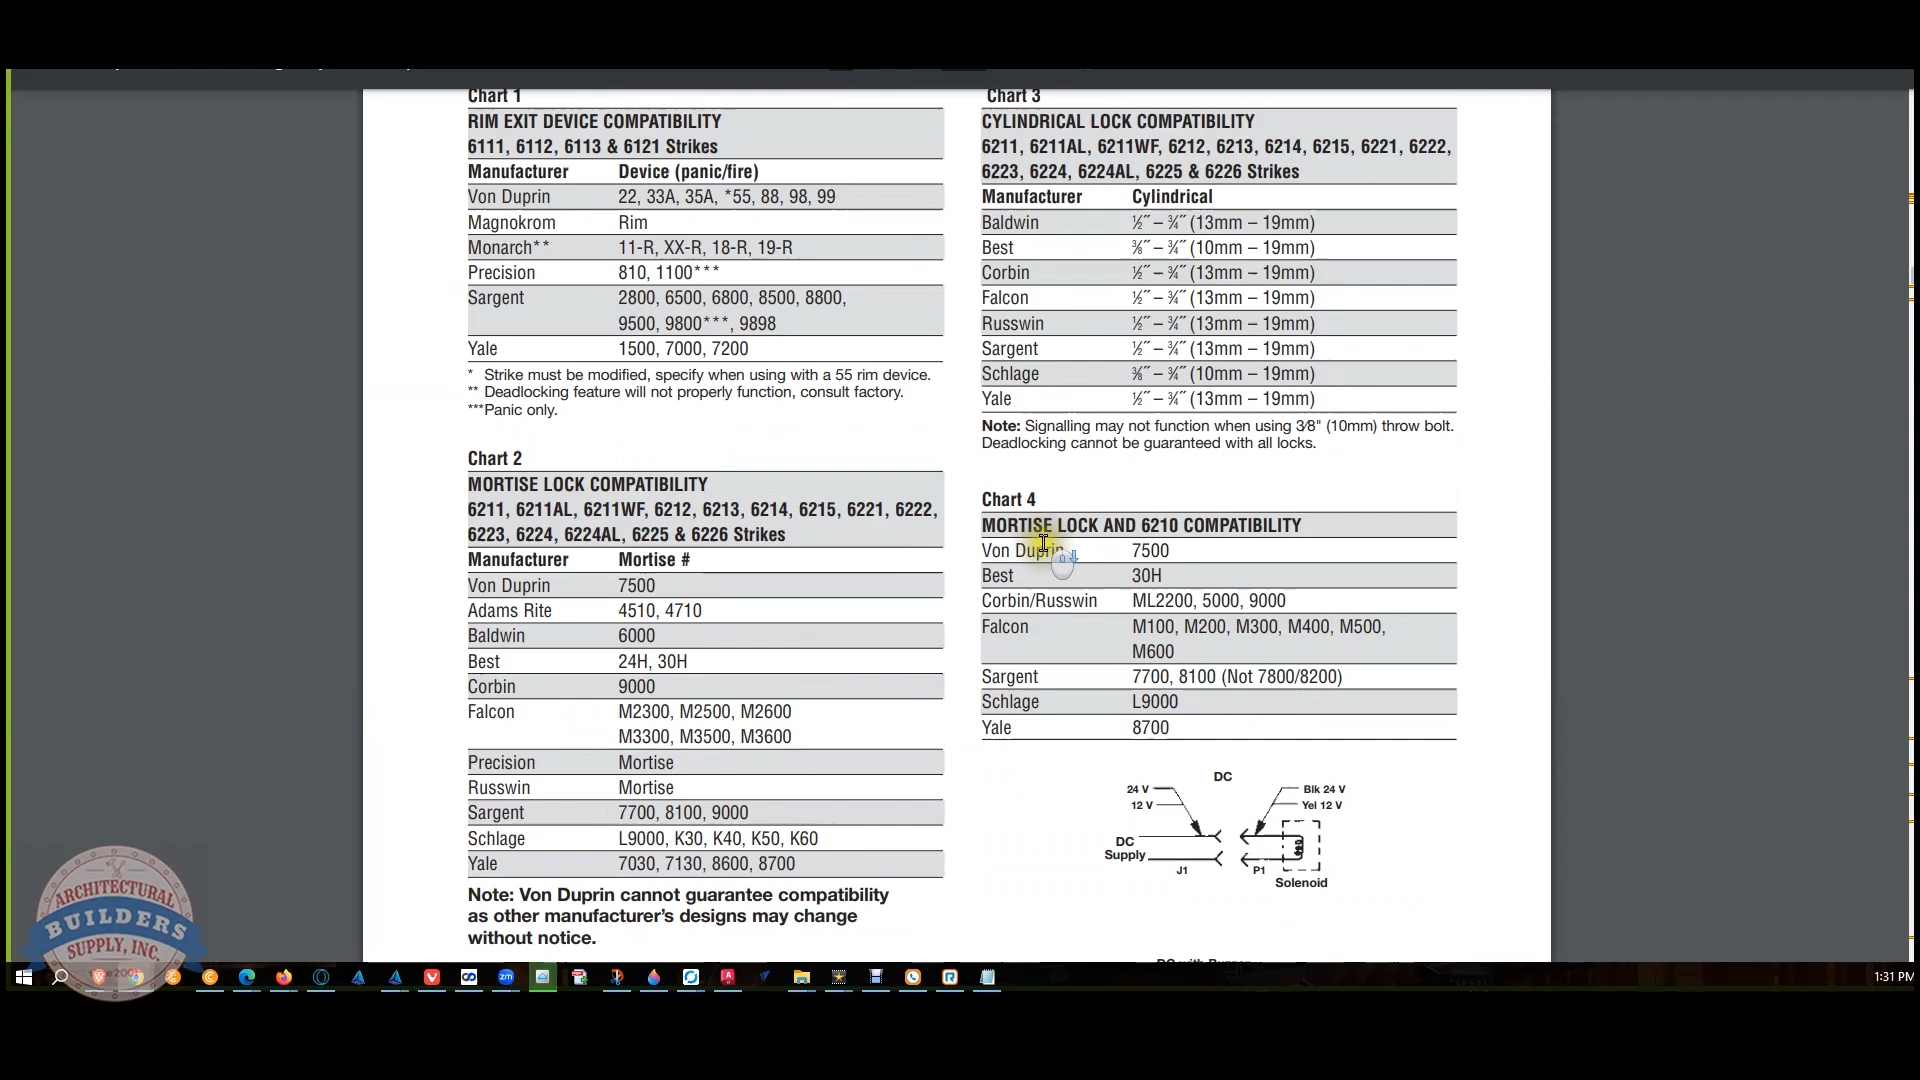 Chart 1
RIM EXIT DEVICE COMPATIBILITY
6111, 6112, 6113 & 6121 Strikes
Manufacturer Device (panic/fire)
Von Duprin 22, 33A, 35A, *55, 88, 98, 99
Magnokrom Rim
Monarch** 11-R, XX-R, 18-R, 19-R
Precision 810, 1100***
Sargent 2800, 6500, 6800, 8500, 8800,
9500, 9800***, 9898
Yale 1500, 7000, 7200
* Strike must be modified, specify when using with a 55 rim device.
** Deadlocking feature will not properly function, consult factory.
***Panic only.
Chart 2
MORTISE LOCK COMPATIBILITY
6211, 6211AL, 6211WF, 6212, 6213, 6214, 6215, 6221, 6222,
6223, 6224, 6224AL, 6225 & 6226 Strikes
Manufacturer Mortise #
Von Duprin 7500
Adams Rite 4510, 4710
Baldwin 6000
Best 24H, 30H
Corbin 9000
Falcon M2300, M2500, M2600
M3300, M3500, M3600
Precision Mortise
Russwin Mortise
Sargent 7700, 8100, 9000
Schlage L9000, K30, K40, K50, K60
Yale 7030, 7130, 8600, 8700
Note: Von Duprin cannot guarantee compatibility
as other manufacturer's designs may change
without notice.
Chart 3
CYLINDRICAL LOCK COMPATIBILITY
6211, 6211AL, 6211WF, 6212, 6213, 6214, 6215, 6221, 6222,
6223, 6224, 6224AL, 6225 & 6226 Strikes
Manufacturer Cylindrical
Baldwin ½″ – ¾″ (13mm – 19mm)
Best ⅜″ – ¾″ (10mm – 19mm)
Corbin ½″ – ¾″ (13mm – 19mm)
Falcon ½″ – ¾″ (13mm – 19mm)
Russwin ½″ – ¾″ (13mm – 19mm)
Sargent ½″ – ¾″ (13mm – 19mm)
Schlage ⅜″ – ¾″ (10mm – 19mm)
Yale ½″ – ¾″ (13mm – 19mm)
Note: Signalling may not function when using 3/8" (10mm) throw bolt.
Deadlocking cannot be guaranteed with all locks.
Chart 4
MORTISE LOCK AND 6210 COMPATIBILITY
Von Duprin 7500
Best 30H
Corbin/Russwin ML2200, 5000, 9000
Falcon M100, M200, M300, M400, M500,
M600
Sargent 7700, 8100 (Not 7800/8200)
Schlage L9000
Yale 8700
DC
24 V Blk 24 V
12 V Yel 12 V
DC
Supply
J1 P1
Solenoid
ARCHITECTURAL
BUILDERS
SUPPLY, INC.
1:31 PM